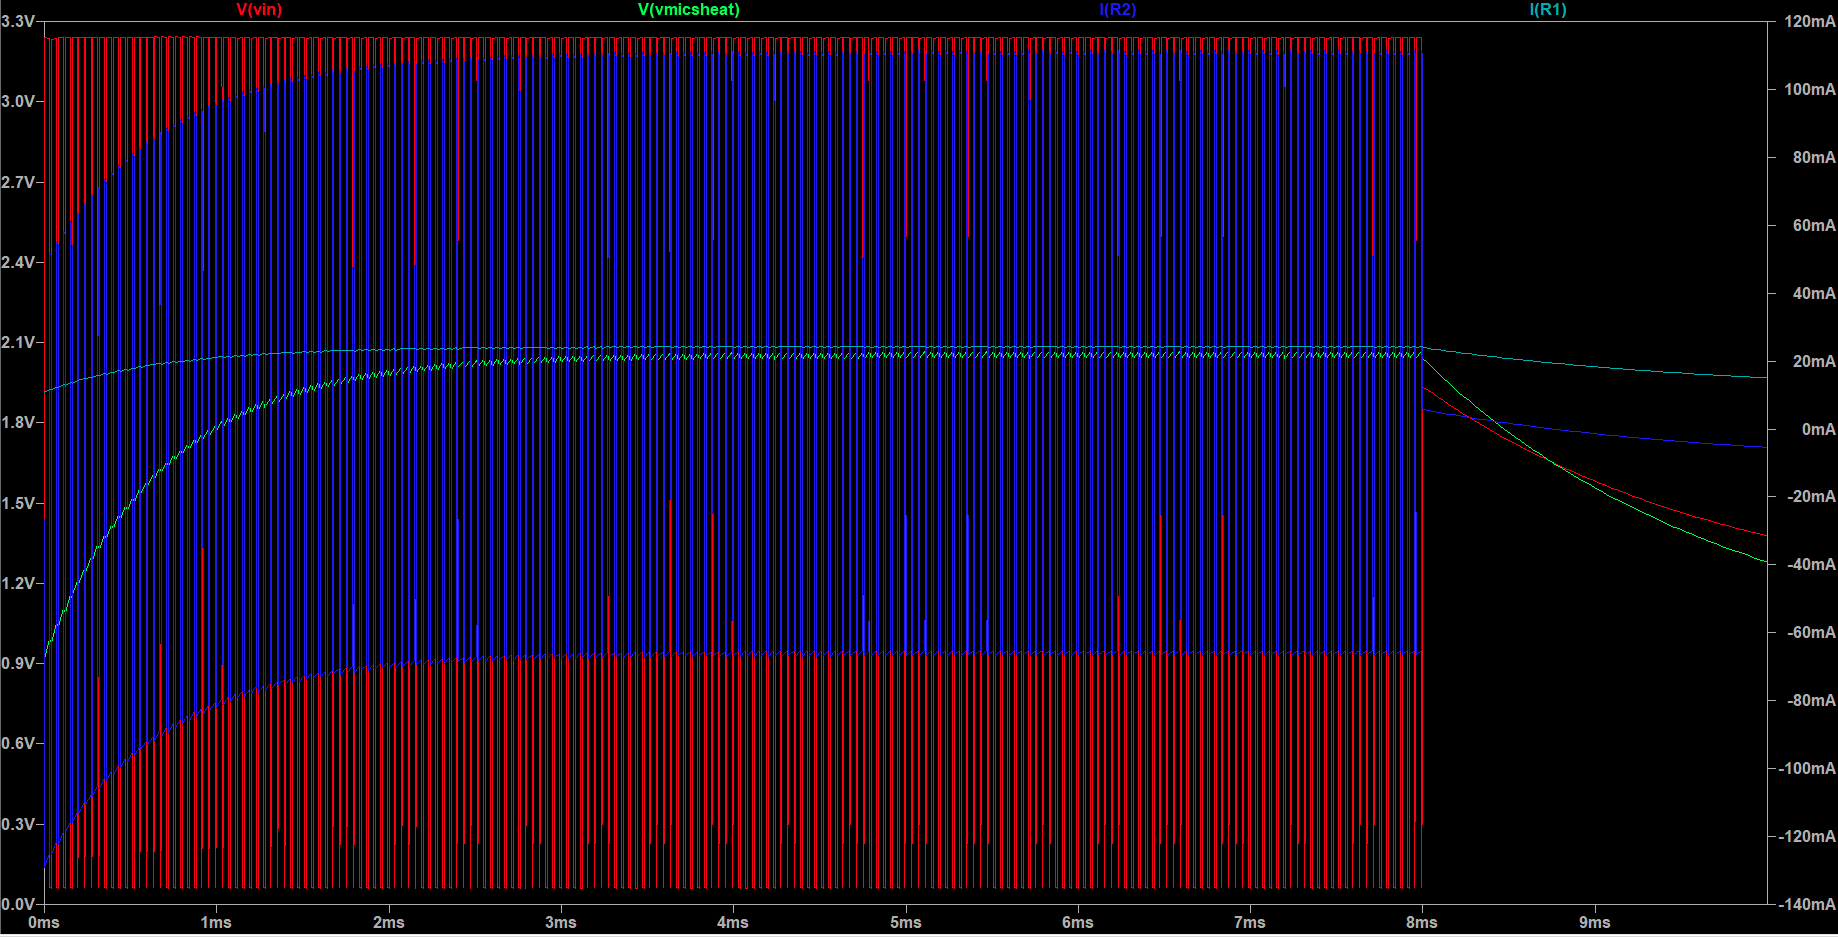 V(vin) V(vmicsheat) I(R2) I(R1)
3.3V 120mA
3.0V 100mA
2.7V 80mA
2.4V 60mA
2.1V 40mA
1.8V 20mA
1.5V 0mA
1.2V -20mA
0.9V -40mA
0.6V -60mA
0.3V -80mA
0.0V -100mA
-120mA
-140mA
0ms 1ms 2ms 3ms 4ms 5ms 6ms 7ms 8ms 9ms